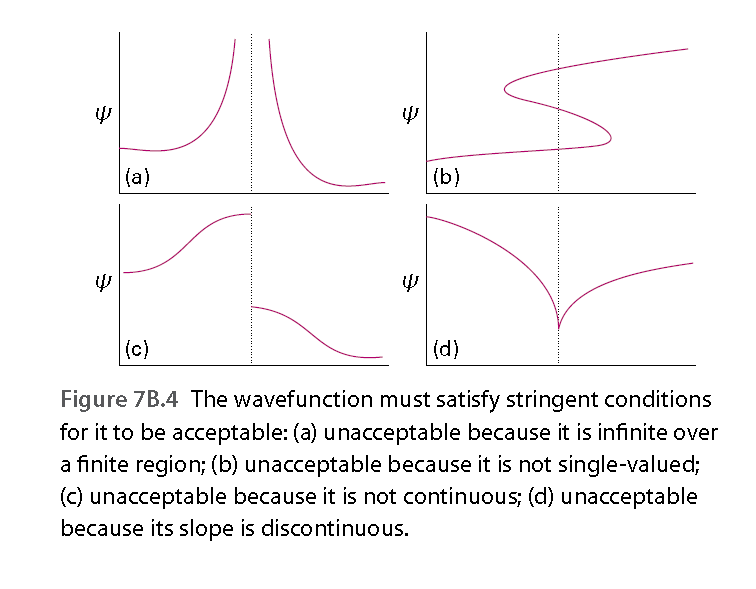 ψ
(a)
ψ
(b)
ψ
(c)
ψ
(d)
Figure 7B.4 The wavefunction must satisfy stringent conditions
for it to be acceptable: (a) unacceptable because it is infinite over
a finite region; (b) unacceptable because it is not single-valued;
(c) unacceptable because it is not continuous; (d) unacceptable
because its slope is discontinuous.